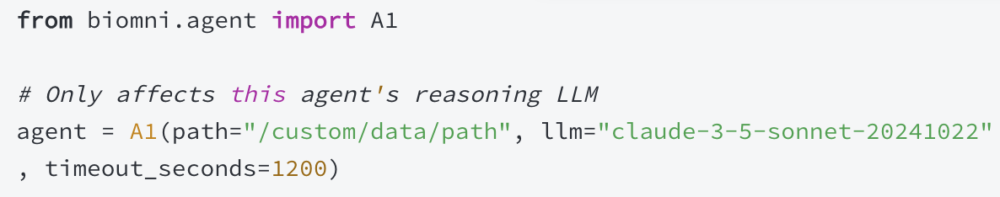 from biomni.agent import A1
# Only affects this agent's reasoning LLM
agent = A1(path="/custom/data/path", llm="claude-3-5-sonnet-20241022"
, timeout_seconds=1200)